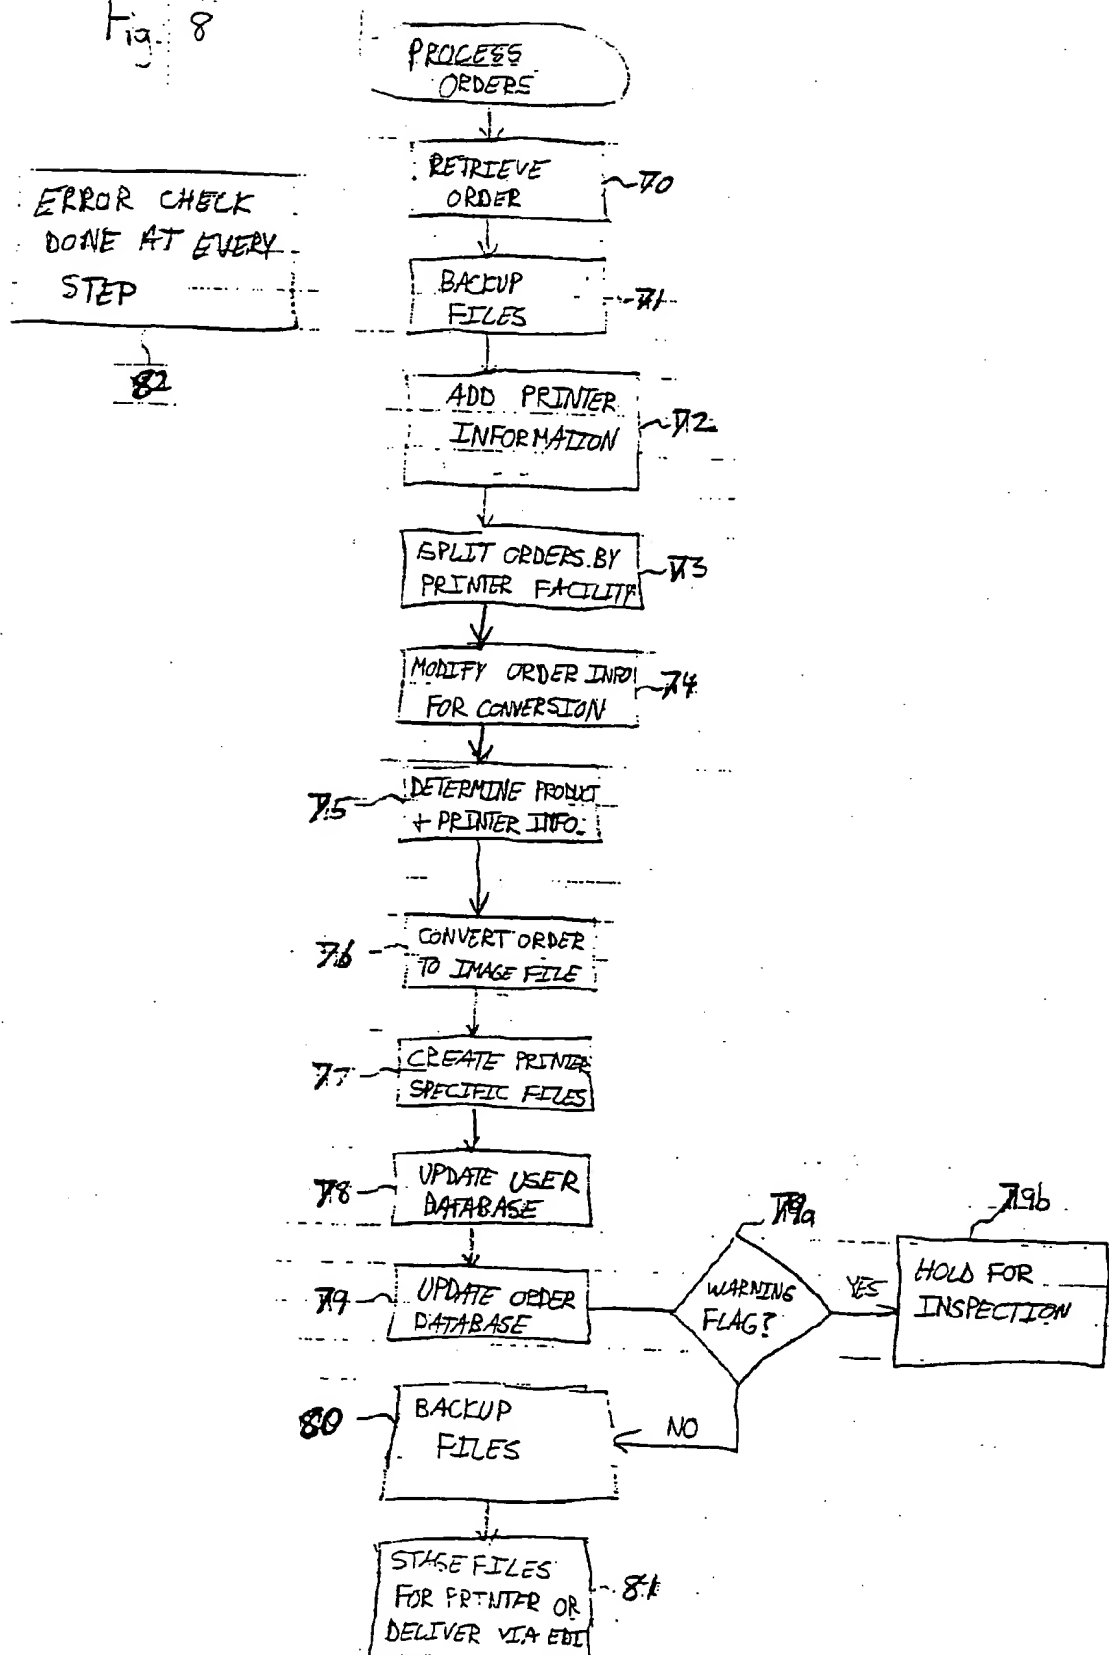 Fig. 8
PROCESS
ORDERS
RETRIEVE
ORDER
70
ERROR CHECK
DONE AT EVERY
STEP
82
BACKUP
FILES
71
ADD PRINTER
INFORMATION
72
SPLIT ORDERS BY
PRINTER FACILITY
73
MODIFY ORDER INFO
FOR CONVERSION
74
75
DETERMINE PRODUCT
+ PRINTER INFO.
76
CONVERT ORDER
TO IMAGE FILE
77
CREATE PRINTER
SPECIFIC FILES
78
UPDATE USER
DATABASE
79
UPDATE ORDER
DATABASE
79a
WARNING
FLAG?
YES
79b
HOLD FOR
INSPECTION
NO
80
BACKUP
FILES
STAGE FILES
FOR PRINTER OR
DELIVER VIA EDI
81